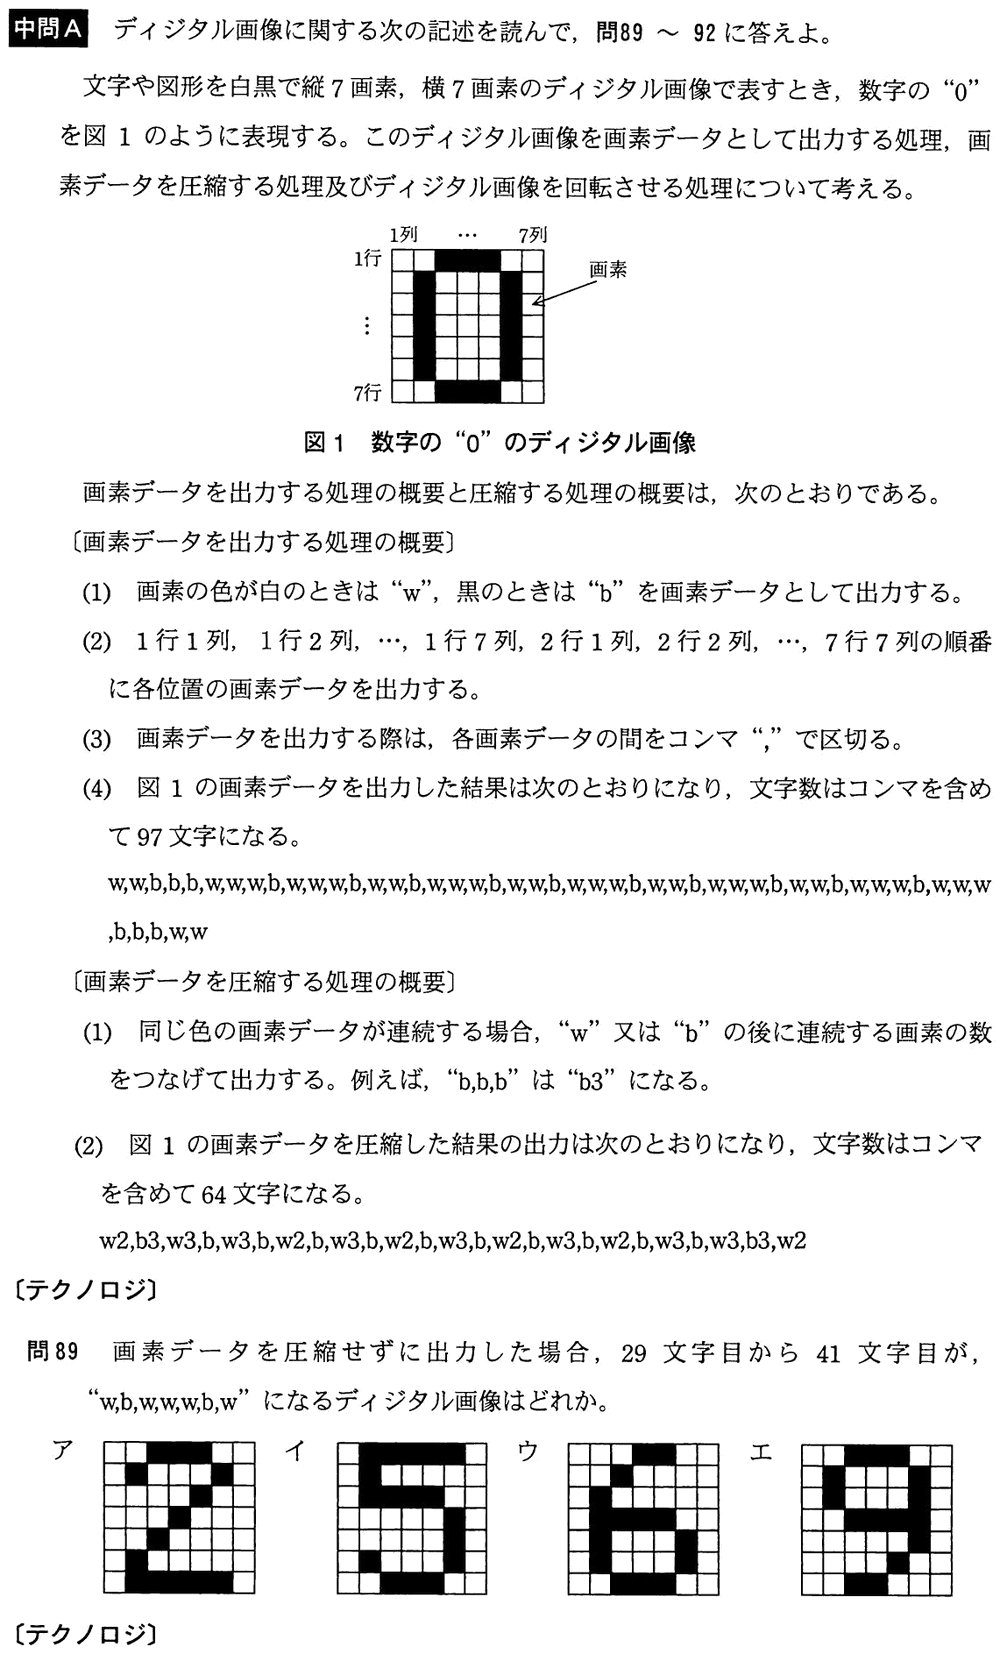 中問A ディジタル画像に関する次の記述を読んで，問89 ～ 92 に答えよ。
文字や図形を白黒で縦 7 画素，横 7 画素のディジタル画像で表すとき，数字の “0”
を図 1 のように表現する。このディジタル画像を画素データとして出力する処理，画
素データを圧縮する処理及びディジタル画像を回転させる処理について考える。
1列 … 7列
1行
画素
⋮
7行
図 1 数字の “0” のディジタル画像
画素データを出力する処理の概要と圧縮する処理の概要は，次のとおりである。
〔画素データを出力する処理の概要〕
(1) 画素の色が白のときは “w”，黒のときは “b” を画素データとして出力する。
(2) 1 行 1 列，1 行 2 列，…，1 行 7 列，2 行 1 列，2 行 2 列，…，7 行 7 列の順番
に各位置の画素データを出力する。
(3) 画素データを出力する際は，各画素データの間をコンマ “,” で区切る。
(4) 図 1 の画素データを出力した結果は次のとおりになり，文字数はコンマを含め
て 97 文字になる。
w,w,b,b,b,w,w,w,b,w,w,w,b,w,w,b,w,w,w,b,w,w,b,w,w,w,b,w,w,b,w,w,w,b,w,w,b,w,w,w,b,w,w,w
,b,b,b,w,w
〔画素データを圧縮する処理の概要〕
(1) 同じ色の画素データが連続する場合，“w” 又は “b” の後に連続する画素の数
をつなげて出力する。例えば，“b,b,b” は “b3” になる。
(2) 図 1 の画素データを圧縮した結果の出力は次のとおりになり，文字数はコンマ
を含めて 64 文字になる。
w2,b3,w3,b,w3,b,w2,b,w3,b,w2,b,w3,b,w2,b,w3,b,w2,b,w3,b,w3,b3,w2
〔テクノロジ〕
問89 画素データを圧縮せずに出力した場合，29 文字目から 41 文字目が，
“w,b,w,w,w,b,w” になるディジタル画像はどれか。
ア イ ウ エ
〔テクノロジ〕